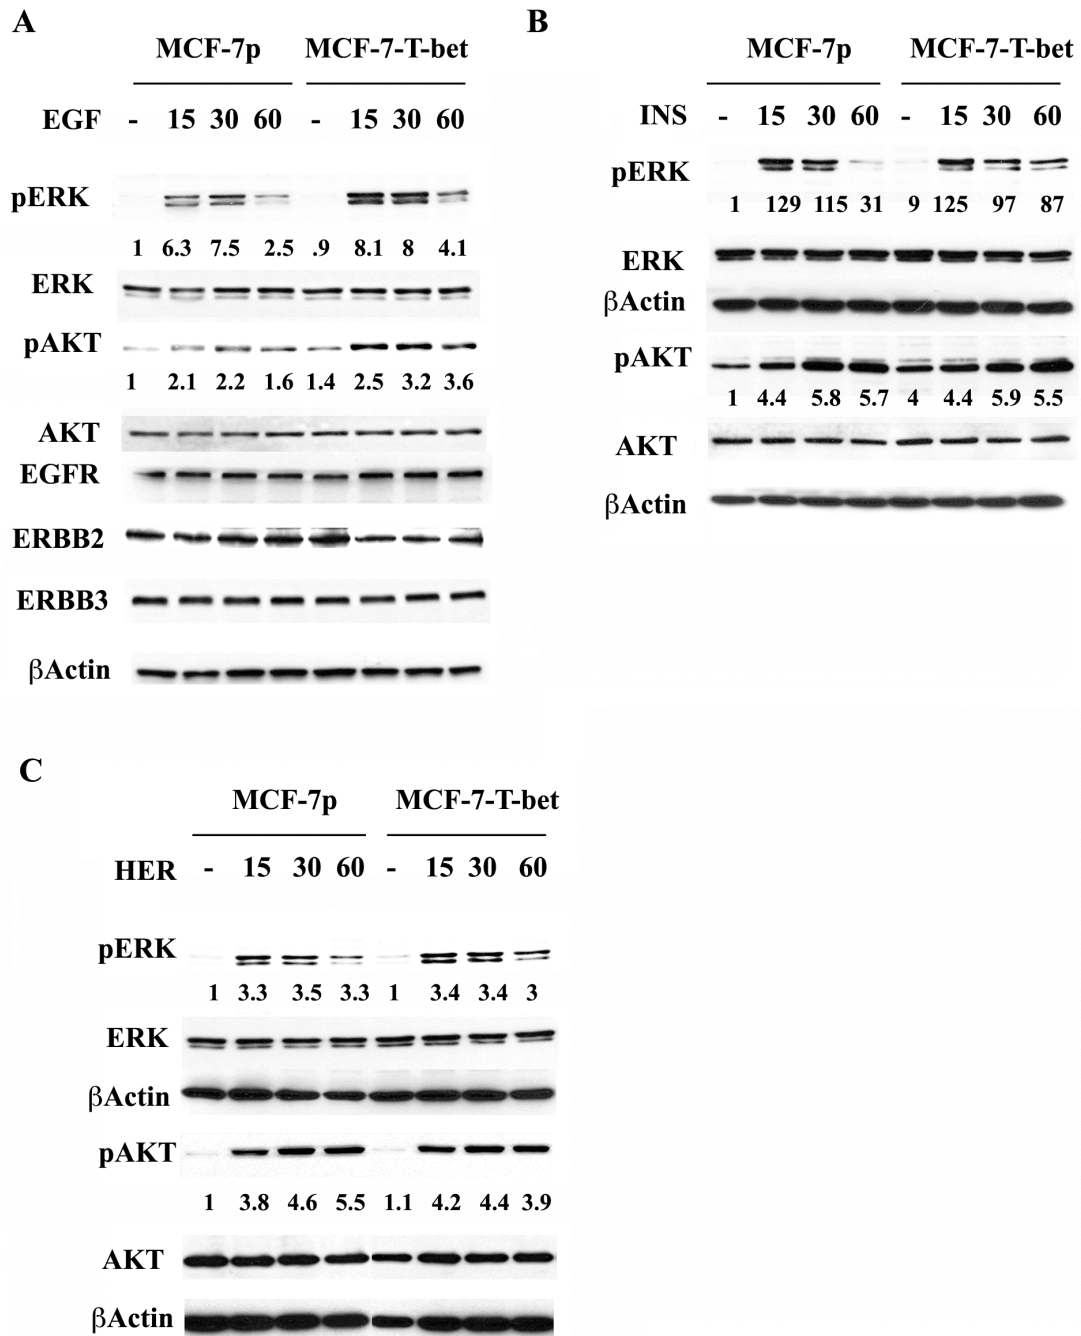 A
MCF-7p MCF-7-T-bet
EGF - 15 30 60 - 15 30 60
pERK
1 6.3 7.5 2.5 .9 8.1 8 4.1
ERK
pAKT
1 2.1 2.2 1.6 1.4 2.5 3.2 3.6
AKT
EGFR
ERBB2
ERBB3
βActin
B
MCF-7p MCF-7-T-bet
INS - 15 30 60 - 15 30 60
pERK
1 129 115 31 9 125 97 87
ERK
βActin
pAKT
1 4.4 5.8 5.7 4 4.4 5.9 5.5
AKT
βActin
C
MCF-7p MCF-7-T-bet
HER - 15 30 60 - 15 30 60
pERK
1 3.3 3.5 3.3 1 3.4 3.4 3
ERK
βActin
pAKT
1 3.8 4.6 5.5 1.1 4.2 4.4 3.9
AKT
βActin